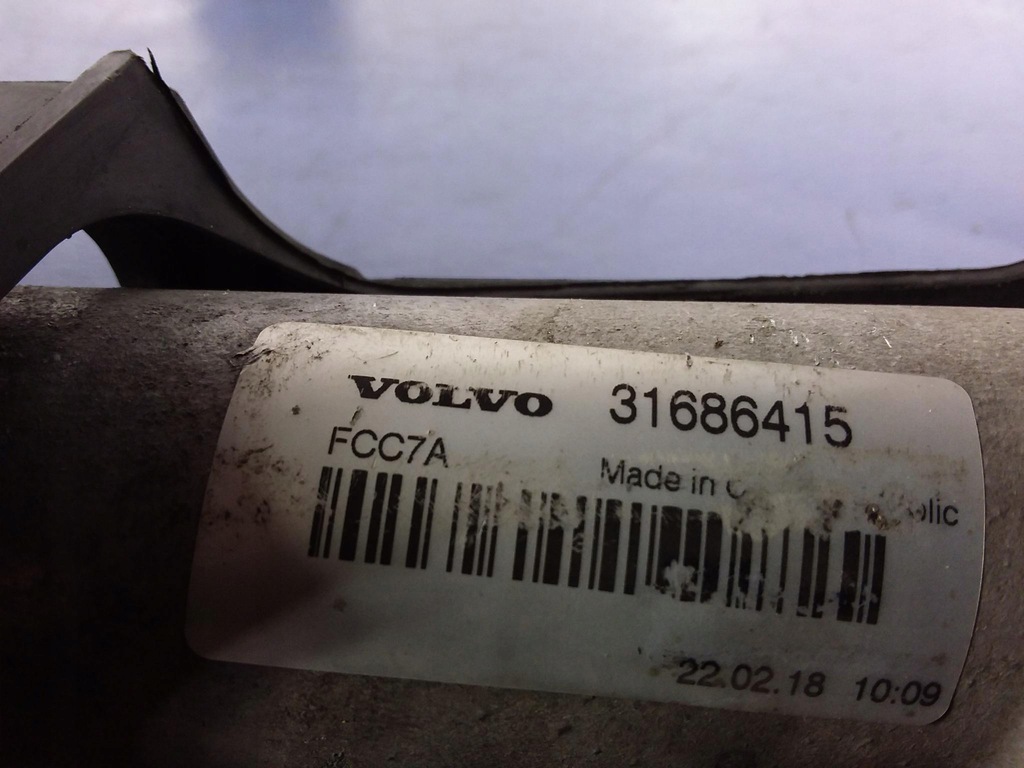 VOLVO 31686415
FCC7A
Made in
22.02.18 10:09